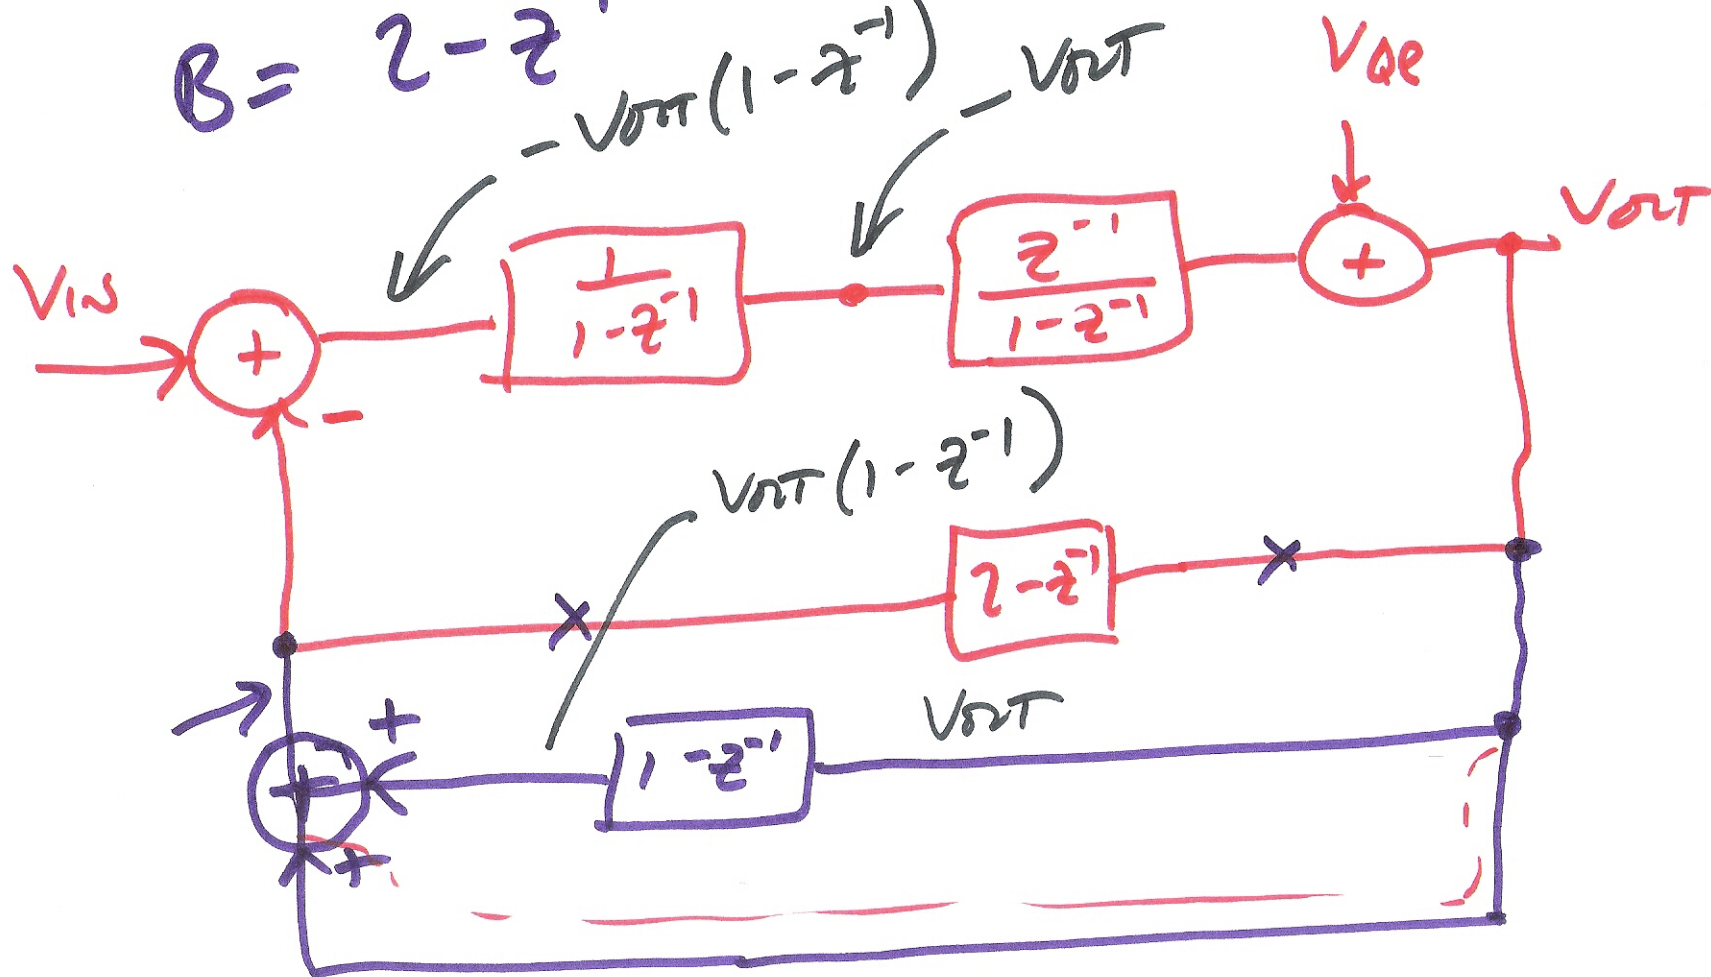 B = 2 - z⁻¹
- VOUT (1 - z⁻¹)
- VOUT
VQe
VIN
+
-
1
1 - z⁻¹
z⁻¹
1 - z⁻¹
+
VOUT
VOUT (1 - z⁻¹)
2 - z⁻¹
+
+
+
1 - z⁻¹
VOUT